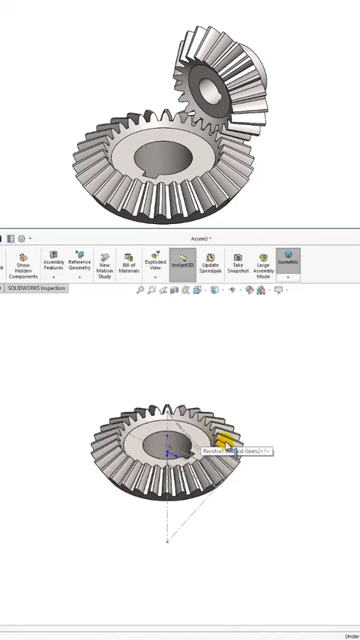 Assem3 *
Show Hidden Components
Assembly Features
Reference Geometry
New Motion Study
Bill of Materials
Exploded View
Instant3D
Update Speedpak
Take Snapshot
Large Assembly Mode
Isometric
SOLIDWORKS Inspection
Gears2<1>
Under